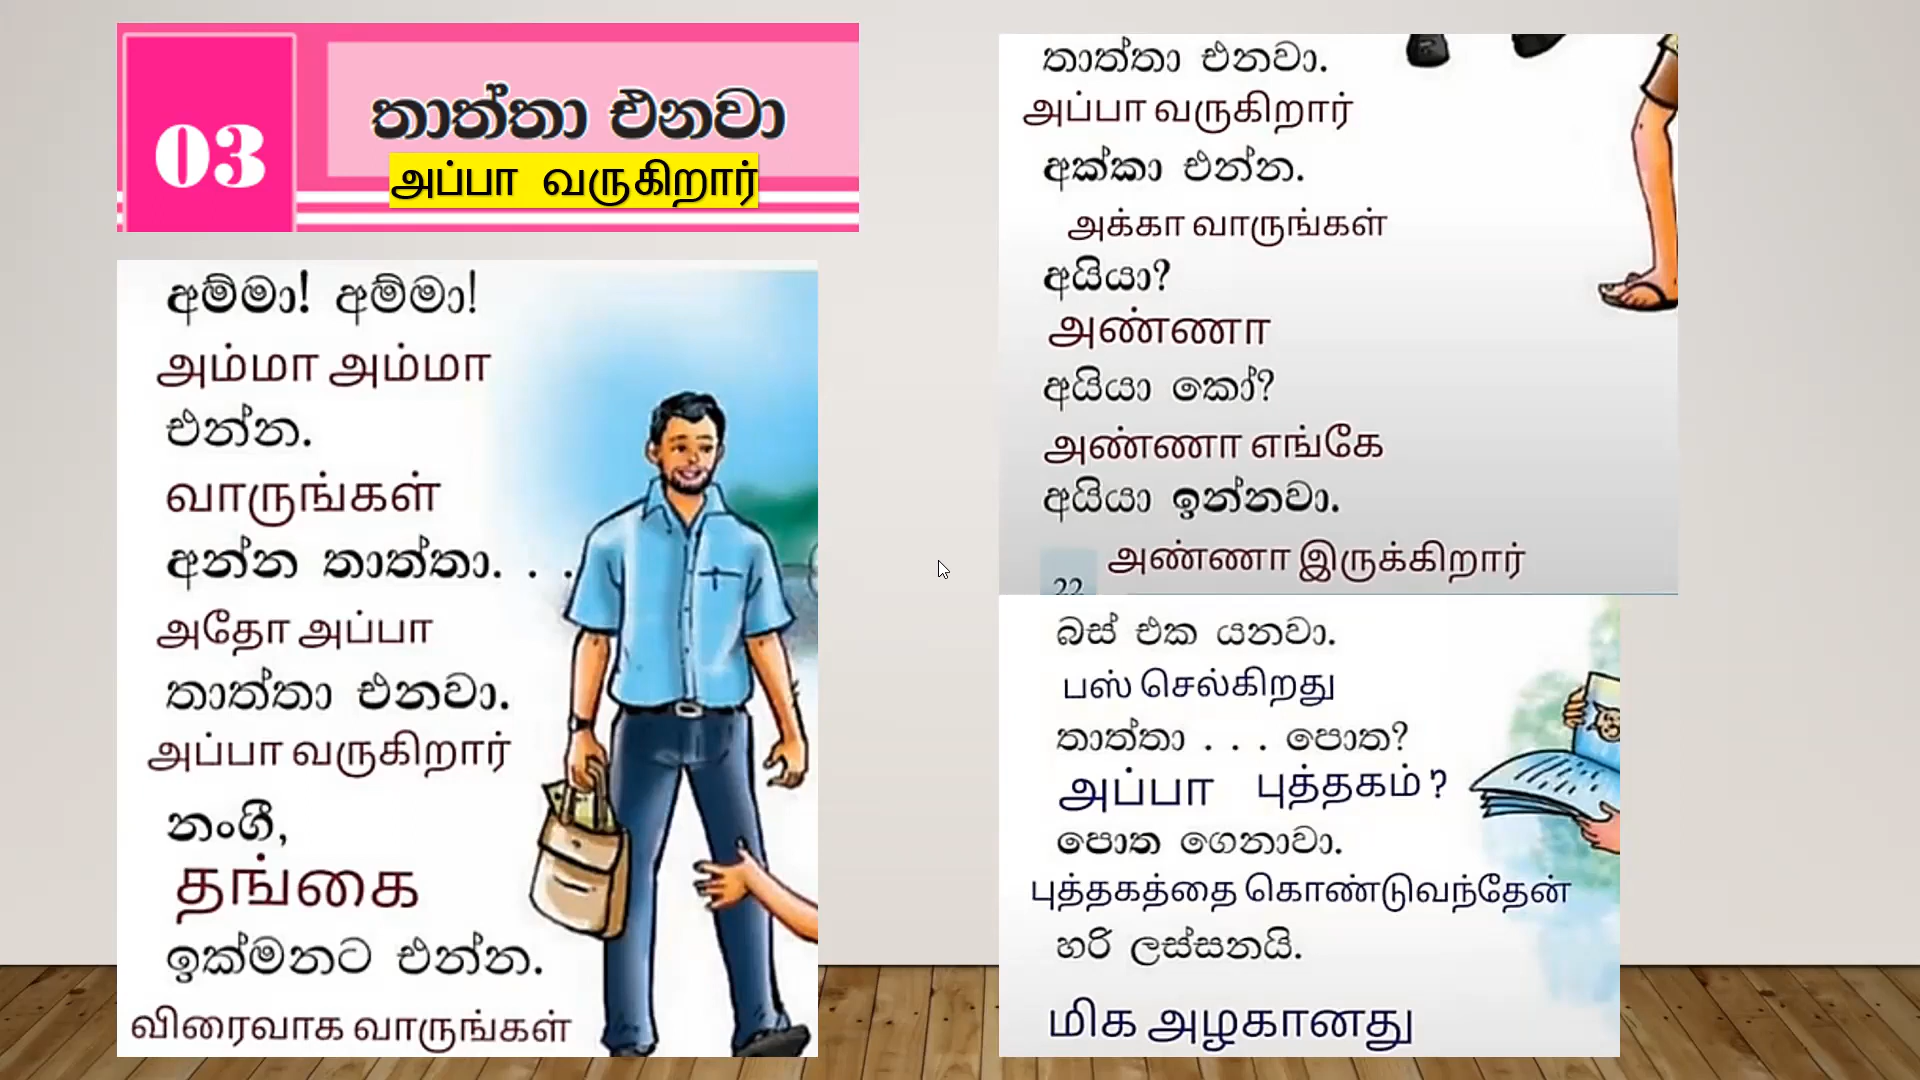 03
තාත්තා එනවා
அப்பா வருகிறார்
අම්මා! අම්මා!
அம்மா அம்மா
එන්න.
வாருங்கள்
අන්න තාත්තා. . .
அதோ அப்பா
තාත්තා එනවා.
அப்பா வருகிறார்
නංගී,
தங்கை
ඉක්මනට එන්න.
விரைவாக வாருங்கள்
තාත්තා එනවා.
அப்பா வருகிறார்
අක්කා එන්න.
அக்கா வாருங்கள்
අයියා?
அண்ணா
අයියා කෝ?
அண்ணா எங்கே
අයියා ඉන්නවා.
அண்ணா இருக்கிறார்
22
බස් එක යනවා.
பஸ் செல்கிறது
තාත්තා . . . පොත?
அப்பா புத்தகம் ?
පොත ගෙනාවා.
புத்தகத்தை கொண்டுவந்தேன்
හරි ලස්සනයි.
மிக அழகானது